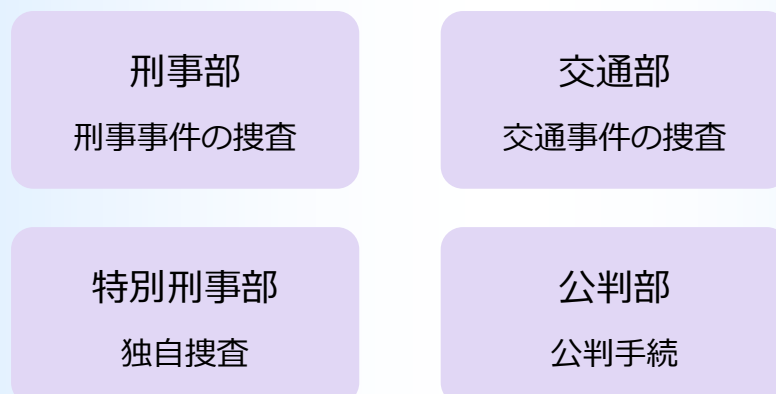 刑事部
刑事事件の捜査
交通部
交通事件の捜査
特別刑事部
独自捜査
公判部
公判手続